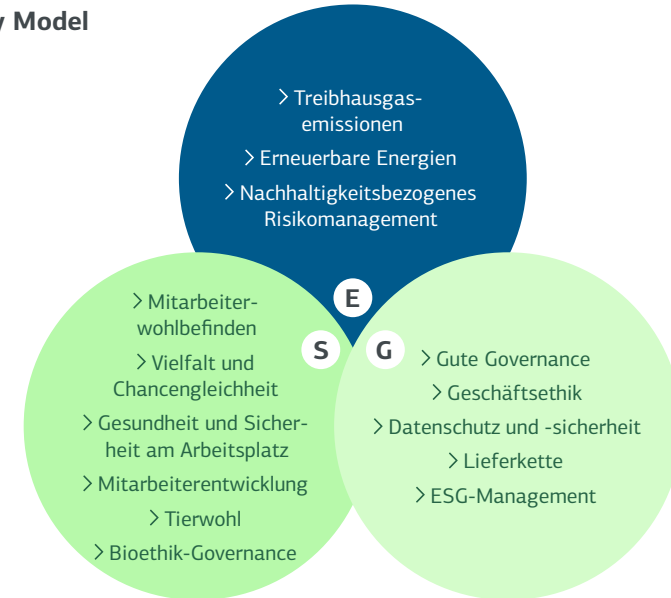 Model
> Treibhausgas-
emissionen
> Erneuerbare Energien
> Nachhaltigkeitsbezogenes
Risikomanagement
E
S
G
> Mitarbeiter-
wohlbefinden
> Vielfalt und
Chancengleichheit
> Gesundheit und Sicher-
heit am Arbeitsplatz
> Mitarbeiterentwicklung
> Tierwohl
> Bioethik-Governance
> Gute Governance
> Geschäftsethik
> Datenschutz und -sicherheit
> Lieferkette
> ESG-Management